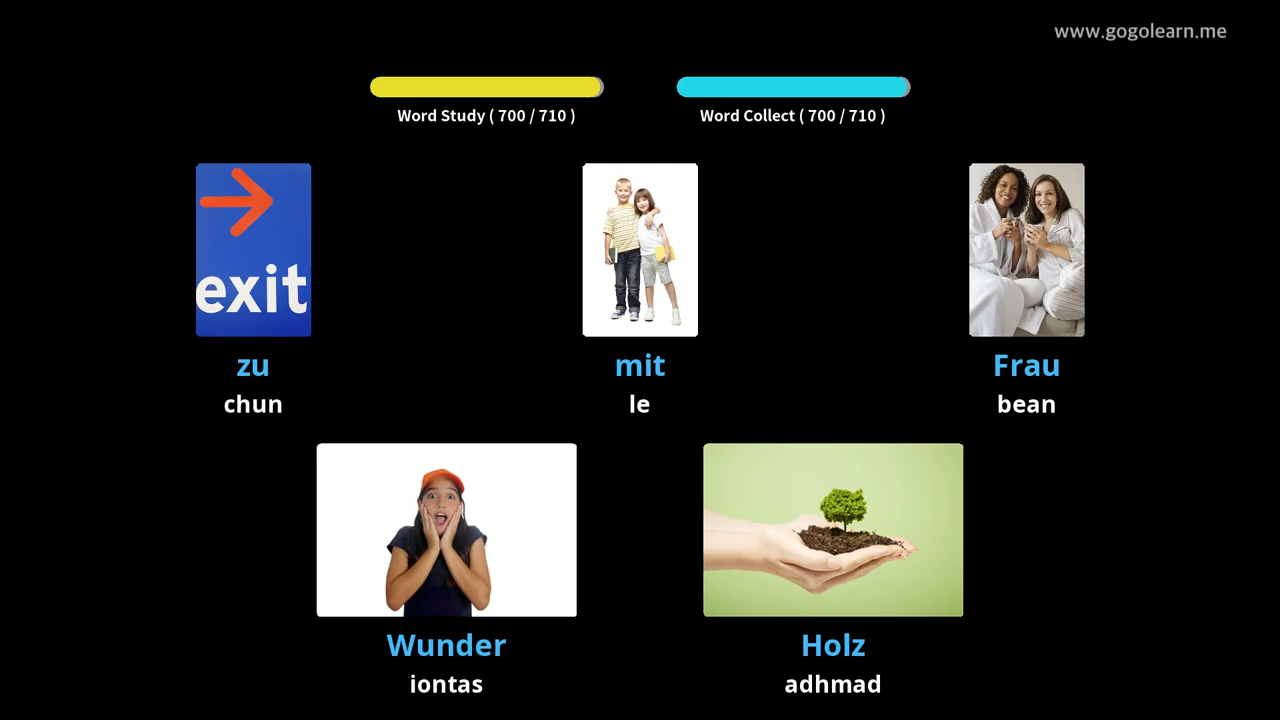 www.gogolearn.me
Word Study ( 700 / 710 )
Word Collect ( 700 / 710 )
exit
zu
chun
mit
le
Frau
bean
Wunder
iontas
Holz
adhmad